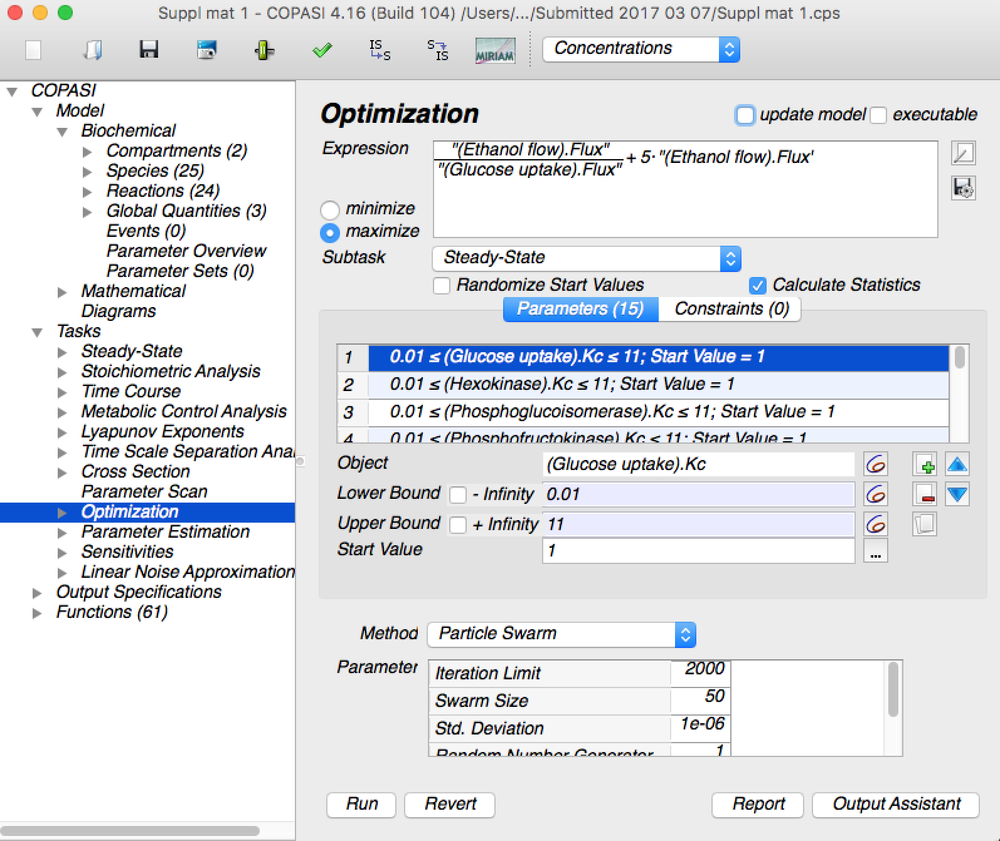 Suppl mat 1 - COPASI 4.16 (Build 104) /Users/.../Submitted 2017 03 07/Suppl mat 1.cps
IS
S
S
IS
MIRIAM
Concentrations
COPASI
Model
Biochemical
Compartments (2)
Species (25)
Reactions (24)
Global Quantities (3)
Events (0)
Parameter Overview
Parameter Sets (0)
Mathematical
Diagrams
Tasks
Steady-State
Stoichiometric Analysis
Time Course
Metabolic Control Analysis
Lyapunov Exponents
Time Scale Separation Anal
Cross Section
Parameter Scan
Optimization
Parameter Estimation
Sensitivities
Linear Noise Approximation
Output Specifications
Functions (61)
Optimization
update model
executable
Expression
"(Ethanol flow).Flux"
"(Glucose uptake).Flux"
+ 5· "(Ethanol flow).Flux'
minimize
maximize
Subtask
Steady-State
Randomize Start Values
Calculate Statistics
Parameters (15)
Constraints (0)
1 0.01 ≤ (Glucose uptake).Kc ≤ 11; Start Value = 1
2 0.01 ≤ (Hexokinase).Kc ≤ 11; Start Value = 1
3 0.01 ≤ (Phosphoglucoisomerase).Kc ≤ 11; Start Value = 1
4 0.01 ≤ (Phosphofructokinase).Kc ≤ 11; Start Value = 1
Object (Glucose uptake).Kc
Lower Bound - Infinity 0.01
Upper Bound + Infinity 11
Start Value 1 ...
Method Particle Swarm
Parameter
Iteration Limit 2000
Swarm Size 50
Std. Deviation 1e-06
Random Number Generator 1
Run
Revert
Report
Output Assistant